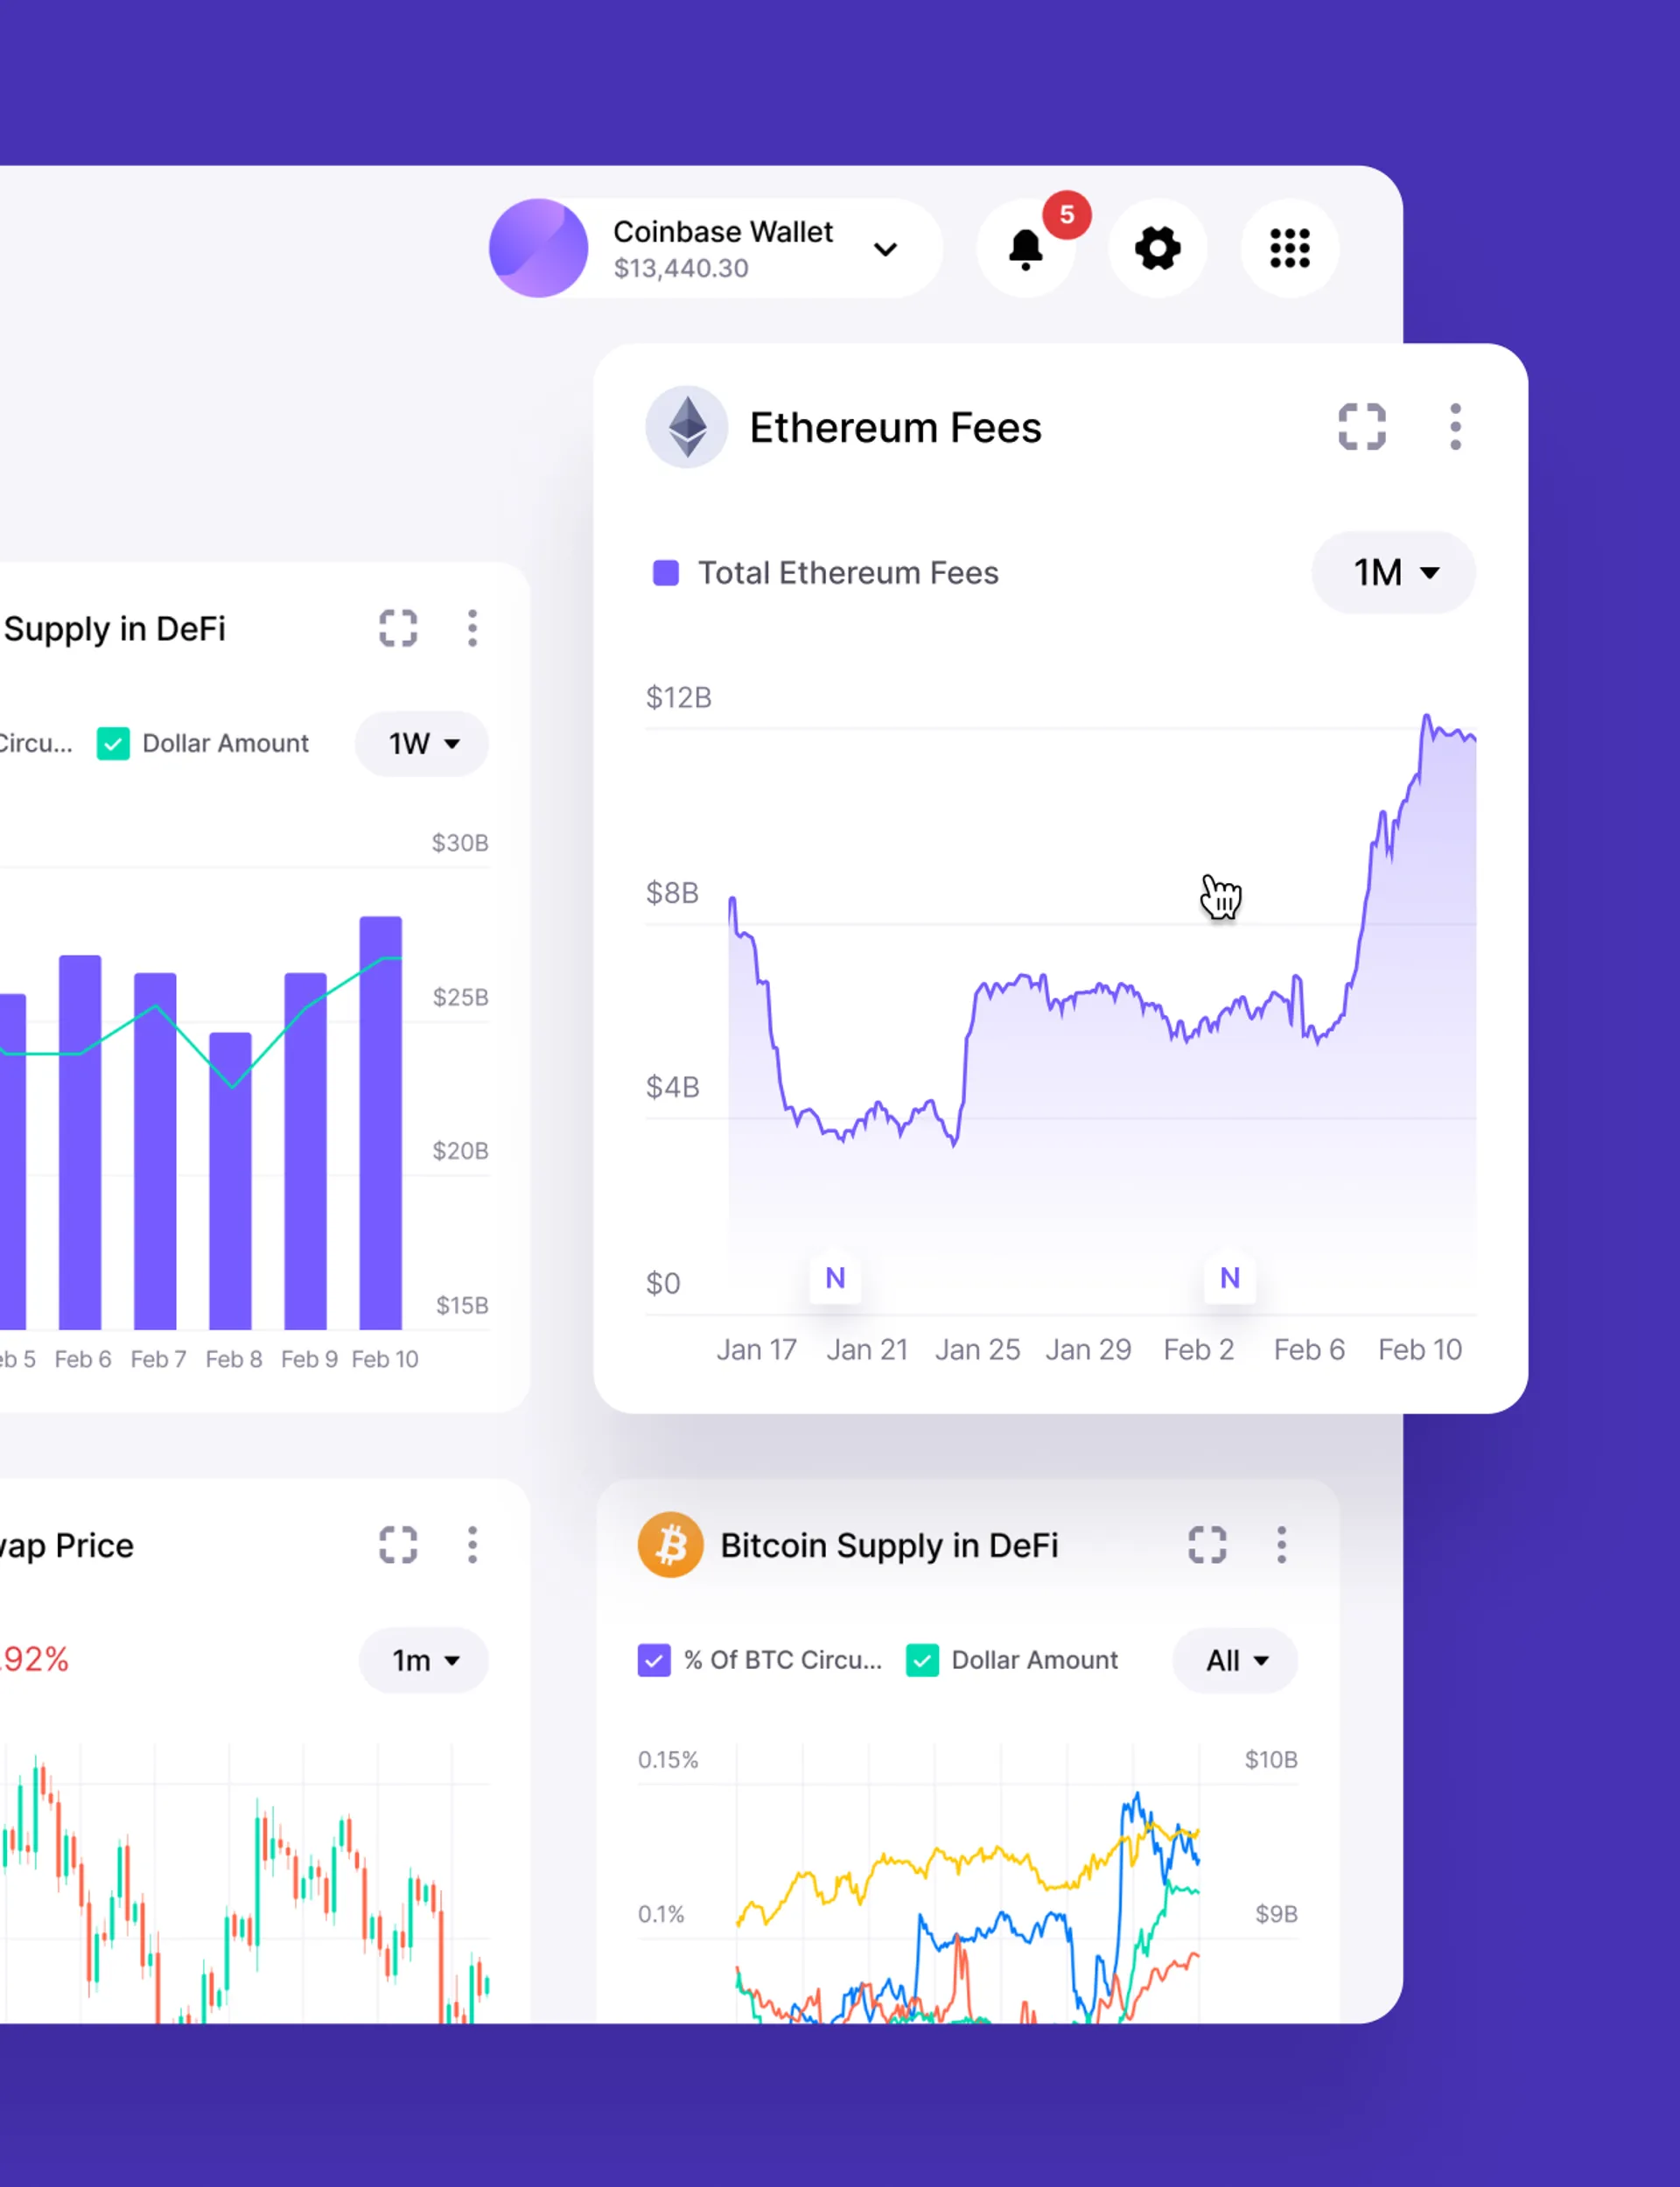 Coinbase Wallet
$13,440.30
5
Ethereum Fees
Total Ethereum Fees
1M
$12B
$8B
$4B
$0
N
N
Jan 17 Jan 21 Jan 25 Jan 29 Feb 2 Feb 6 Feb 10
Supply in DeFi
Circu...
Dollar Amount
1W
$30B
$25B
$20B
$15B
eb 5 Feb 6 Feb 7 Feb 8 Feb 9 Feb 10
wap Price
.92%
1m
Bitcoin Supply in DeFi
% Of BTC Circu...
Dollar Amount
All
0.15%
$10B
0.1%
$9B